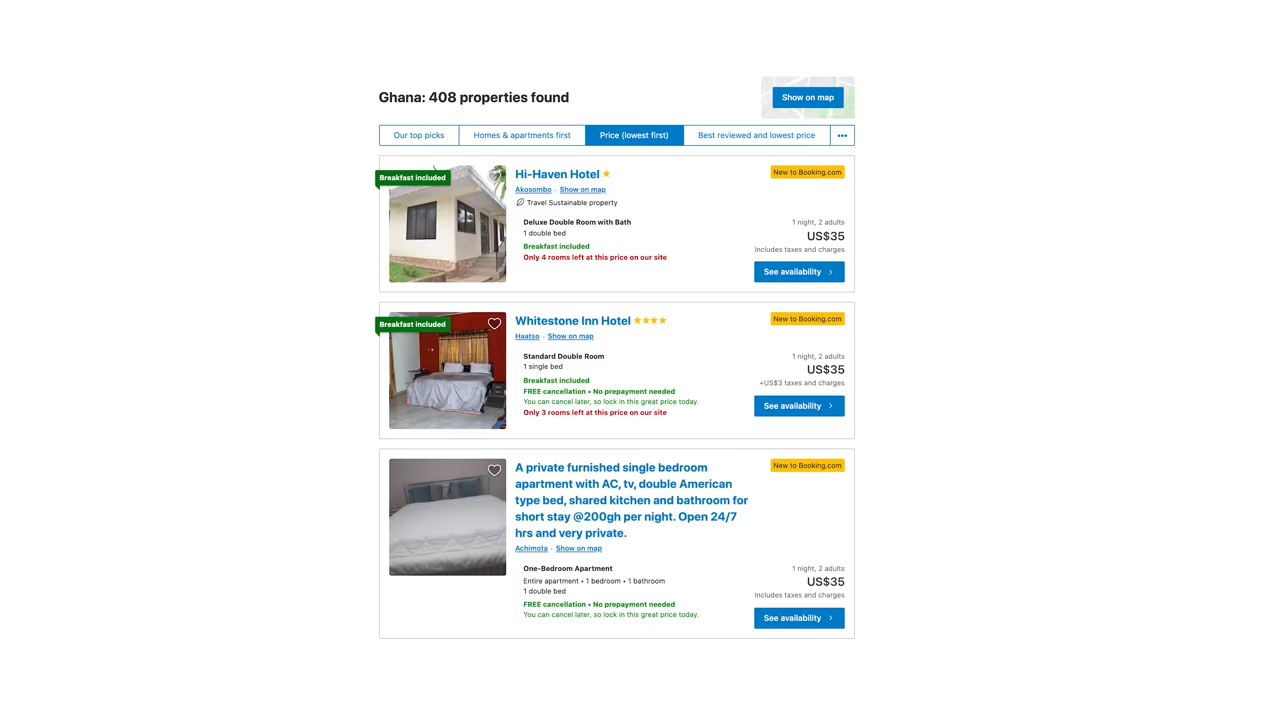 Ghana: 408 properties found
Show on map
Our top picks
Homes & apartments first
Price (lowest first)
Best reviewed and lowest price
•••
Breakfast included
Hi-Haven Hotel
New to Booking.com
Akosombo · Show on map
Travel Sustainable property
Deluxe Double Room with Bath
1 double bed
Breakfast included
Only 4 rooms left at this price on our site
1 night, 2 adults
US$35
Includes taxes and charges
See availability
Breakfast included
Whitestone Inn Hotel
New to Booking.com
Haatso · Show on map
Standard Double Room
1 single bed
Breakfast included
FREE cancellation • No prepayment needed
You can cancel later, so lock in this great price today.
Only 3 rooms left at this price on our site
1 night, 2 adults
US$35
+US$3 taxes and charges
See availability
A private furnished single bedroom
apartment with AC, tv, double American
type bed, shared kitchen and bathroom for
short stay @200gh per night. Open 24/7
hrs and very private.
New to Booking.com
Achimota · Show on map
One-Bedroom Apartment
Entire apartment • 1 bedroom • 1 bathroom
1 double bed
FREE cancellation • No prepayment needed
You can cancel later, so lock in this great price today.
1 night, 2 adults
US$35
Includes taxes and charges
See availability